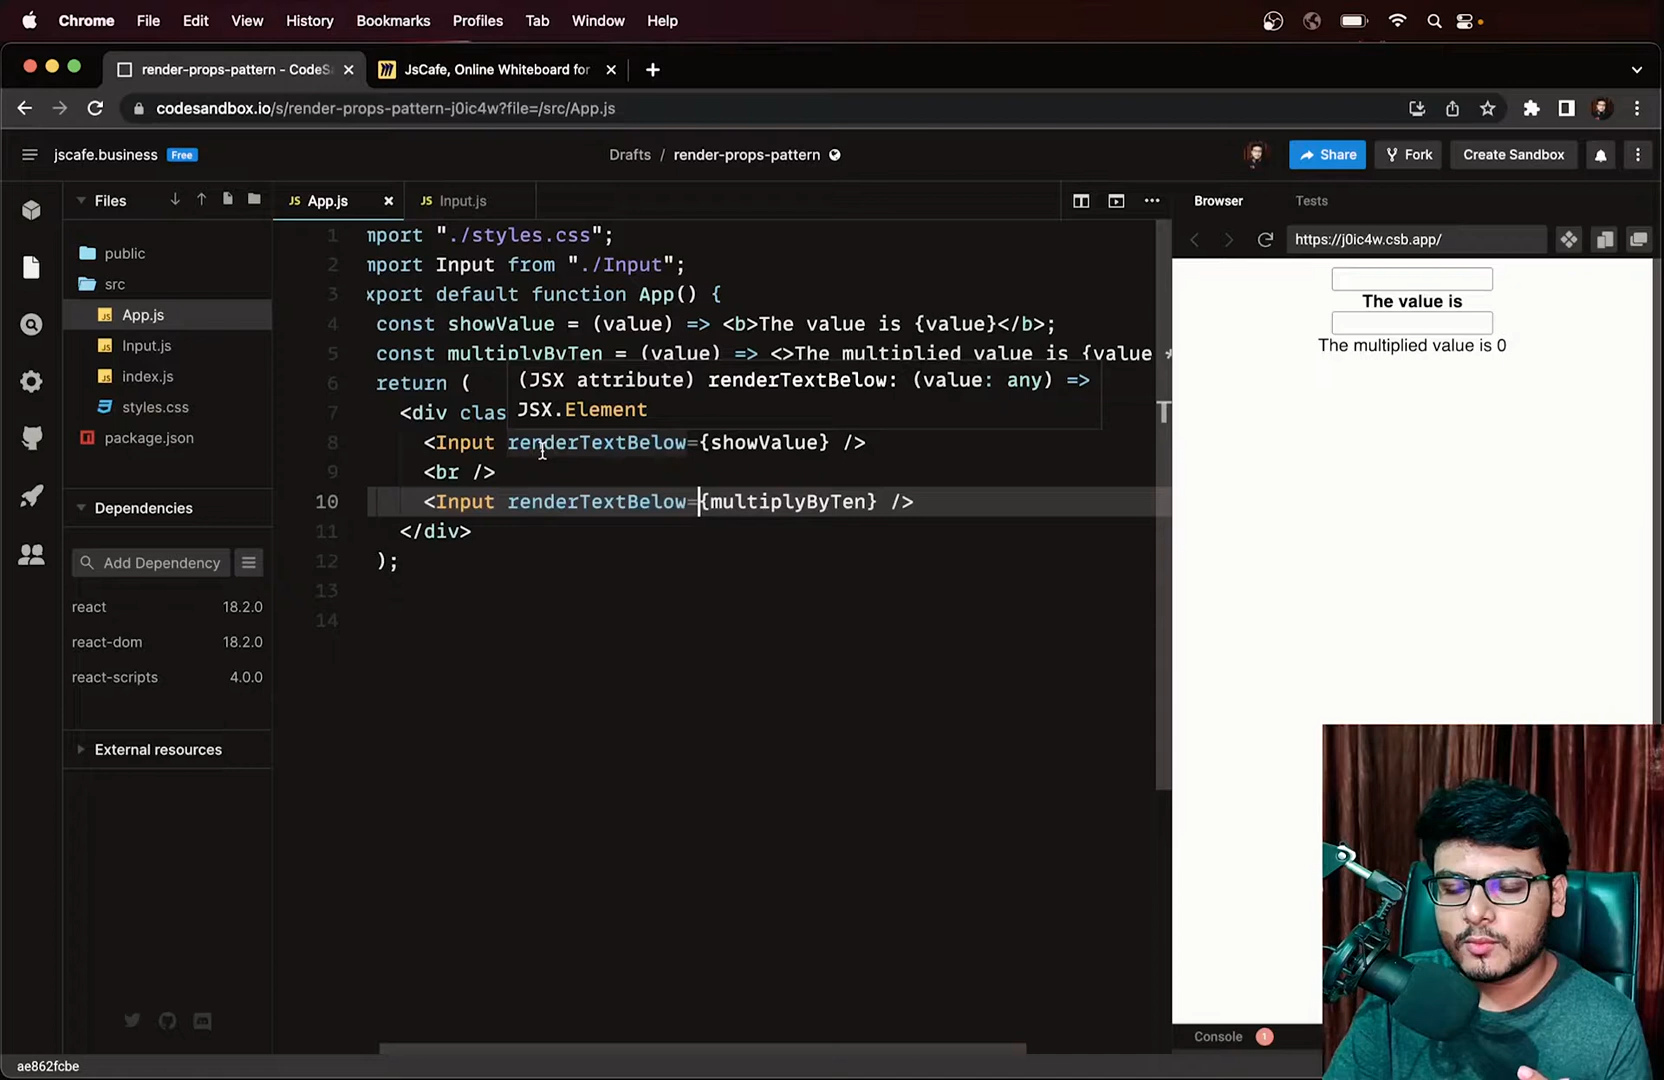 Chrome File Edit View History Bookmarks Profiles Tab Window Help
render-props-pattern - CodeSa
JsCafe, Online Whiteboard for
codesandbox.io/s/render-props-pattern-j0ic4w?file=/src/App.js
jscafe.business Free
Drafts / render-props-pattern
Share Fork Create Sandbox
Files
JS App.js
JS Input.js
Browser Tests
https://j0ic4w.csb.app/
public
src
App.js
Input.js
index.js
styles.css
package.json
Dependencies
Add Dependency
react 18.2.0
react-dom 18.2.0
react-scripts 4.0.0
External resources
1 mport "./styles.css";
2 mport Input from "./Input";
3 xport default function App() {
4 const showValue = (value) => <b>The value is {value}</b>;
5 const multiplyByTen = (value) => <>The multiplied value is {value *
6 return (
(JSX attribute) renderTextBelow: (value: any) =>
JSX.Element
7 <div clas
8 <Input renderTextBelow={showValue} />
9 <br />
10 <Input renderTextBelow={multiplyByTen} />
11 </div>
12 );
13
14
The value is
The multiplied value is 0
Console 1
ae862fcbe